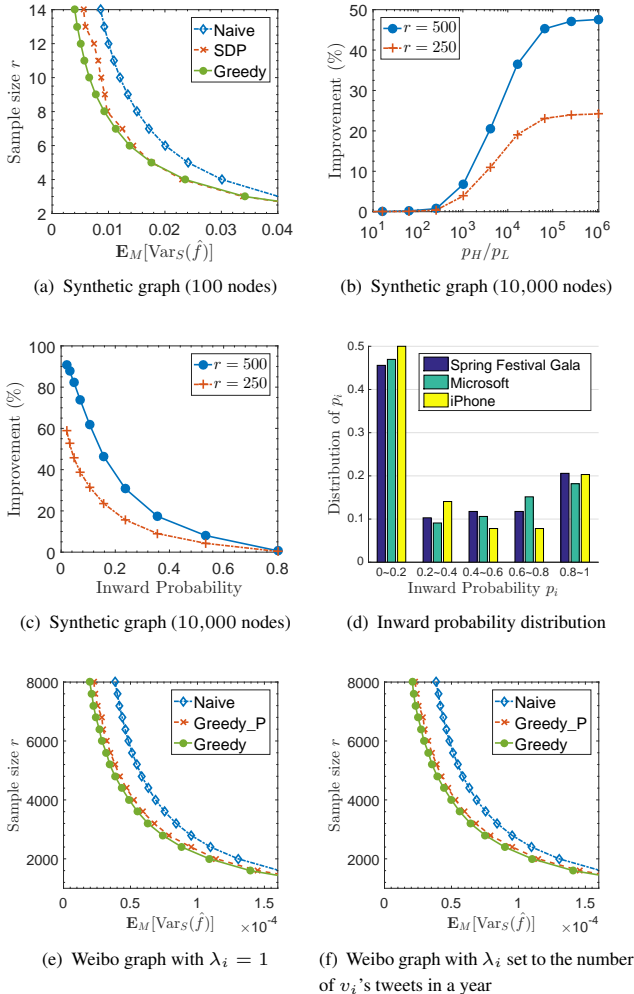 14
12
10
8
6
4
2
Sample size r
0 0.01 0.02 0.03 0.04
E_M[Var_S(f̂)]
Naive
SDP
Greedy
(a) Synthetic graph (100 nodes)
50
40
30
20
10
0
Improvement (%)
10^1 10^2 10^3 10^4 10^5 10^6
p_H/p_L
r = 500
r = 250
(b) Synthetic graph (10,000 nodes)
100
80
60
40
20
0
Improvement (%)
0 0.2 0.4 0.6 0.8
Inward Probability
r = 500
r = 250
(c) Synthetic graph (10,000 nodes)
0.5
0.4
0.3
0.2
0.1
0
Distribution of p_i
0~0.2 0.2~0.4 0.4~0.6 0.6~0.8 0.8~1
Inward Probability p_i
Spring Festival Gala
Microsoft
iPhone
(d) Inward probability distribution
8000
6000
4000
2000
Sample size r
0 0.5 1 1.5
×10^-4
E_M[Var_S(f̂)]
Naive
Greedy_P
Greedy
(e) Weibo graph with λ_i = 1
8000
6000
4000
2000
Sample size r
0 0.5 1 1.5
×10^-4
E_M[Var_S(f̂)]
Naive
Greedy_P
Greedy
(f) Weibo graph with λ_i set to the number
of v_i's tweets in a year